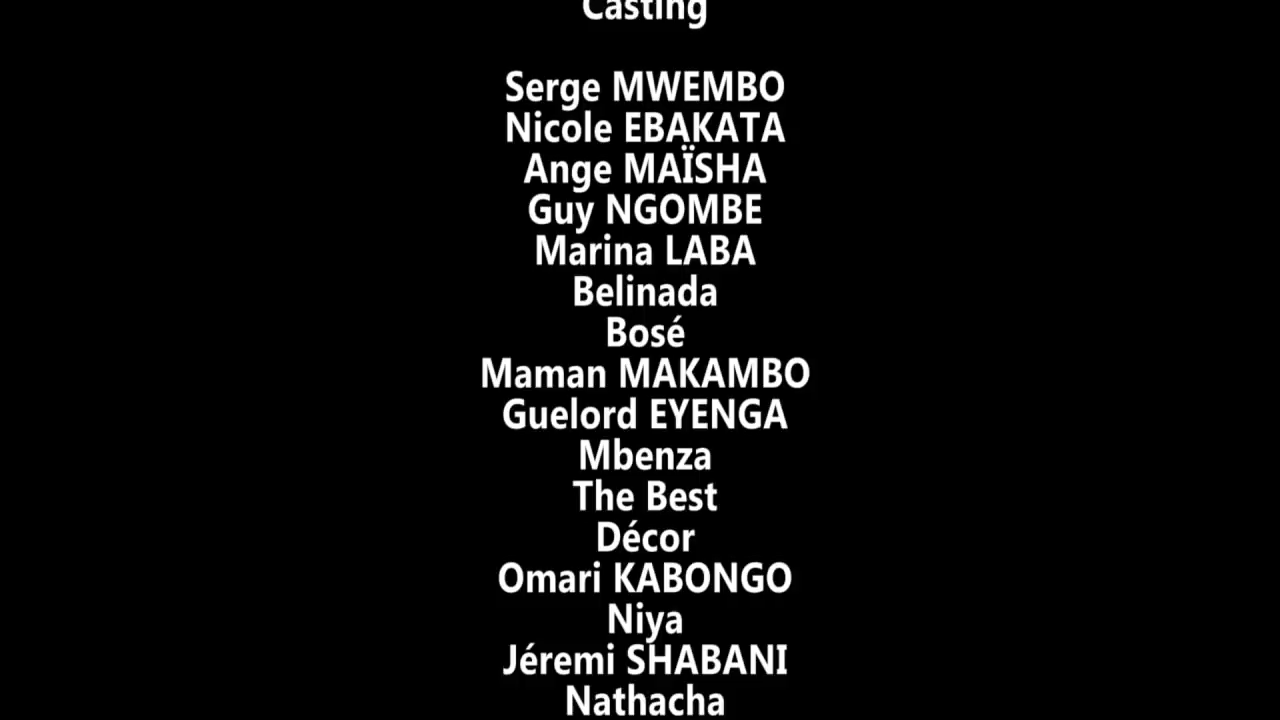 Casting
Serge MWEMBO
Nicole EBAKATA
Ange MAÏSHA
Guy NGOMBE
Marina LABA
Belinada
Bosé
Maman MAKAMBO
Guelord EYENGA
Mbenza
The Best
Décor
Omari KABONGO
Niya
Jéremi SHABANI
Nathacha